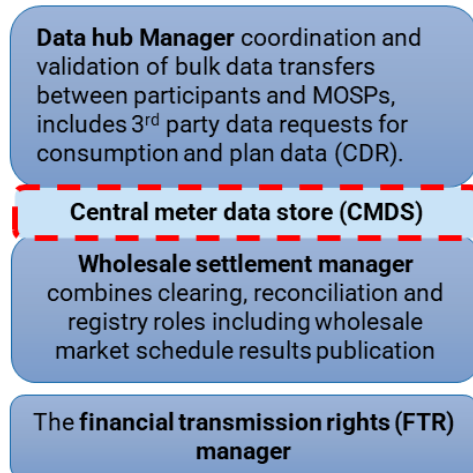 Data hub Manager coordination and
validation of bulk data transfers
between participants and MOSPs,
includes 3rd party data requests for
consumption and plan data (CDR).
Central meter data store (CMDS)
Wholesale settlement manager
combines clearing, reconciliation and
registry roles including wholesale
market schedule results publication
The financial transmission rights (FTR)
manager